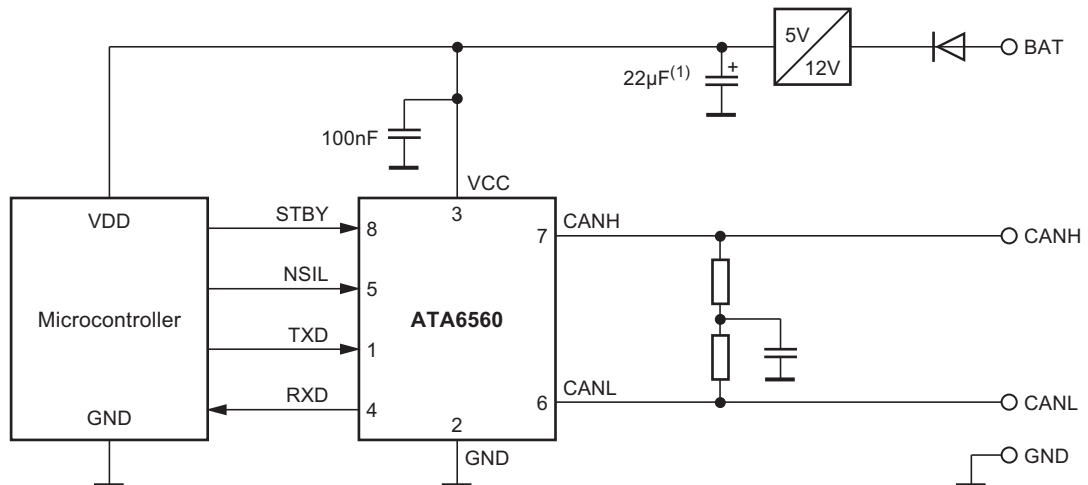 5V
12V
BAT
22µF(1)
+
100nF
VCC
VDD
STBY
3
8
CANH
7
CANH
NSIL
5
Microcontroller
ATA6560
TXD
1
RXD
4
CANL
6
CANL
GND
2
GND
GND